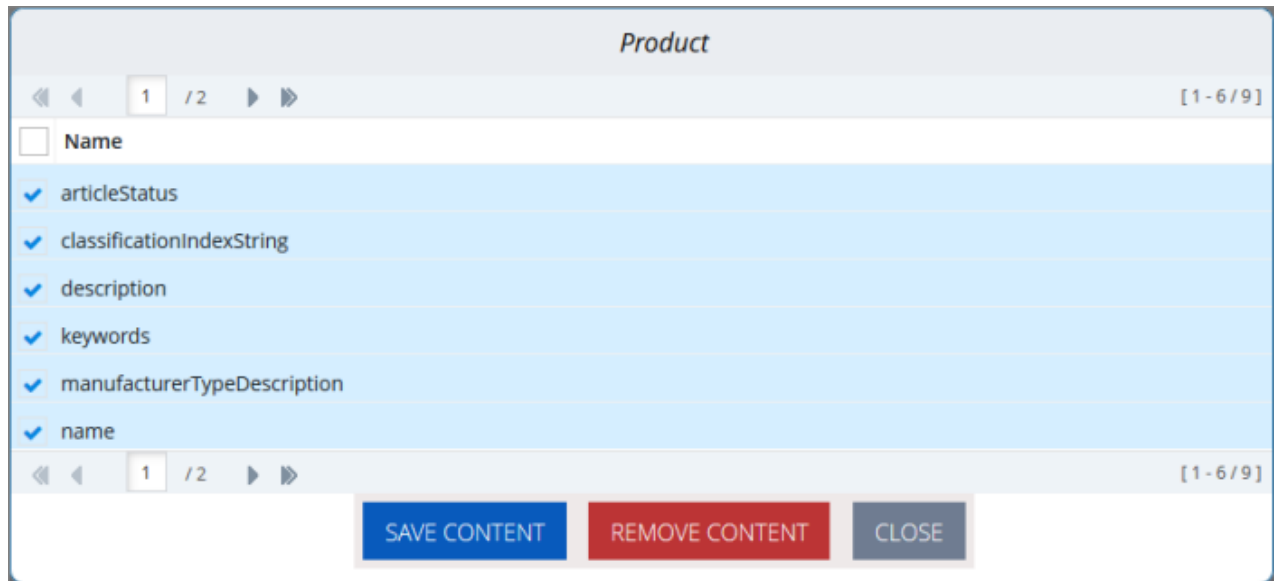 Product
1 / 2 [ 1 - 6 / 9 ]
Name
articleStatus
classificationIndexString
description
keywords
manufacturerTypeDescription
name
1 / 2 [ 1 - 6 / 9 ]
SAVE CONTENT REMOVE CONTENT CLOSE